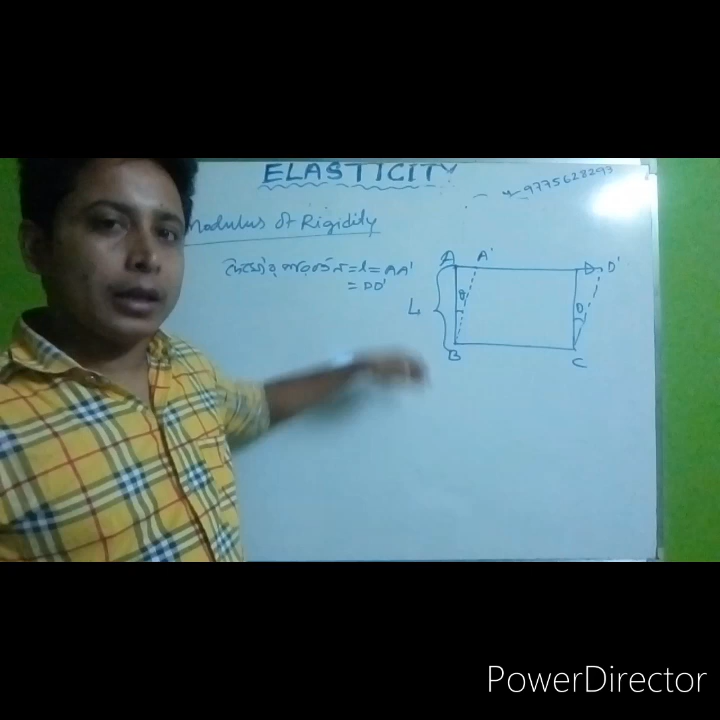 ELASTICITY
9775628293
Modulus of Rigidity
= l = AA'
= DD'
A A' D D'
L θ θ
B C
PowerDirector